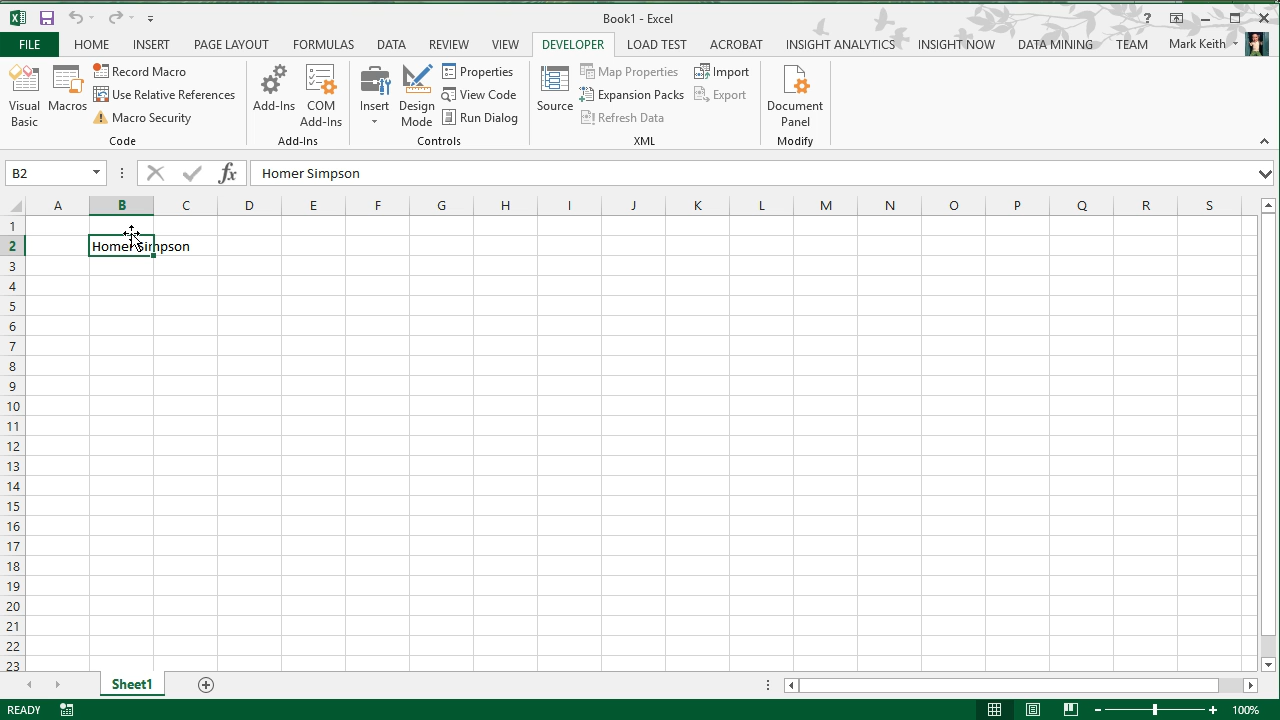 Book1 - Excel
?
FILE HOME INSERT PAGE LAYOUT FORMULAS DATA REVIEW VIEW DEVELOPER LOAD TEST ACROBAT INSIGHT ANALYTICS INSIGHT NOW DATA MINING TEAM Mark Keith
Visual Basic
Macros
Record Macro
Use Relative References
Macro Security
Code
Add-Ins
COM Add-Ins
Add-Ins
Insert
Design Mode
Properties
View Code
Run Dialog
Controls
Source
Map Properties
Expansion Packs
Refresh Data
Import
Export
XML
Document Panel
Modify
B2 fx Homer Simpson
A B C D E F G H I J K L M N O P Q R S
1
2 Homer Simpson
3
4
5
6
7
8
9
10
11
12
13
14
15
16
17
18
19
20
21
22
23
Sheet1
READY 100%